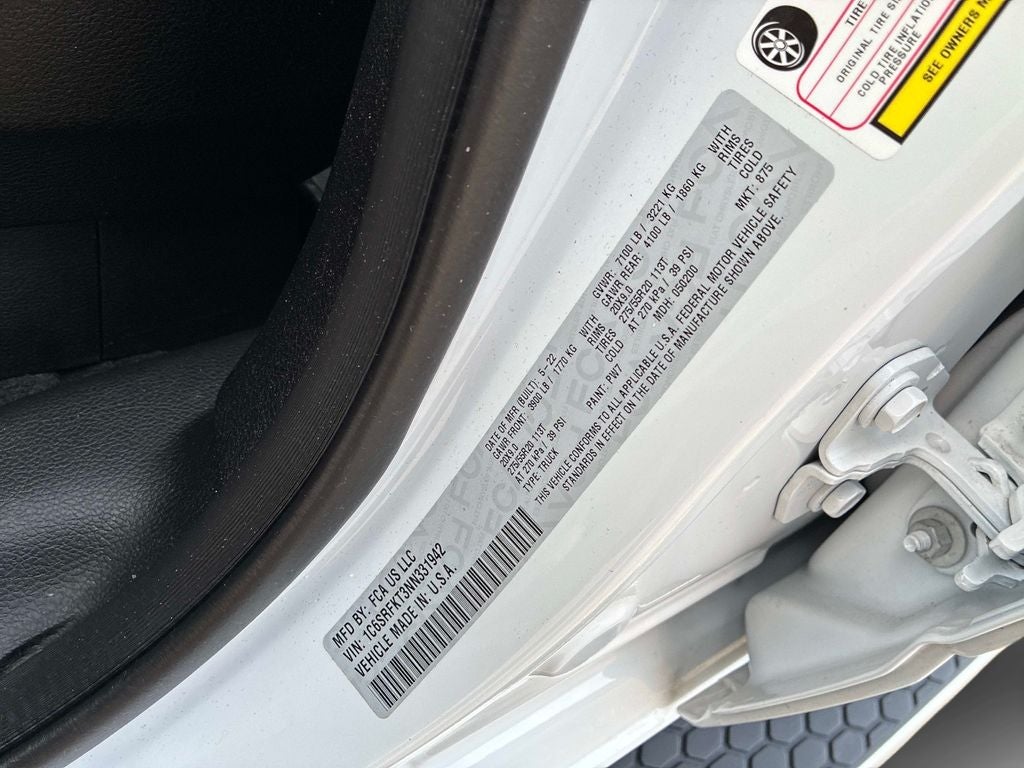 TIRE
ORIGINAL TIRE SI
COLD TIRE INFLATIO
PRESSURE
SEE OWNERS M
MFD BY: FCA US LLC
VIN: 1C6SRFKT3NN331942
VEHICLE MADE IN: U.S.A.
DATE OF MFR (BUILT): 5-22
GAWR FRONT: 3900 LB / 1770 KG WITH
20X9.0 RIMS
275/55R20 113T TIRES
AT 270 kPa / 39 PSI COLD
TYPE: TRUCK PAINT: PW7
GVWR: 7100 LB / 3221 KG
GAWR REAR: 4100 LB / 1860 KG WITH
20X9.0 RIMS
275/55R20 113T TIRES
AT 270 kPa / 39 PSI COLD
MDH: 050200 MKT: 875
THIS VEHICLE CONFORMS TO ALL APPLICABLE U.S.A. FEDERAL MOTOR VEHICLE SAFETY
STANDARDS IN EFFECT ON THE DATE OF MANUFACTURE SHOWN ABOVE.